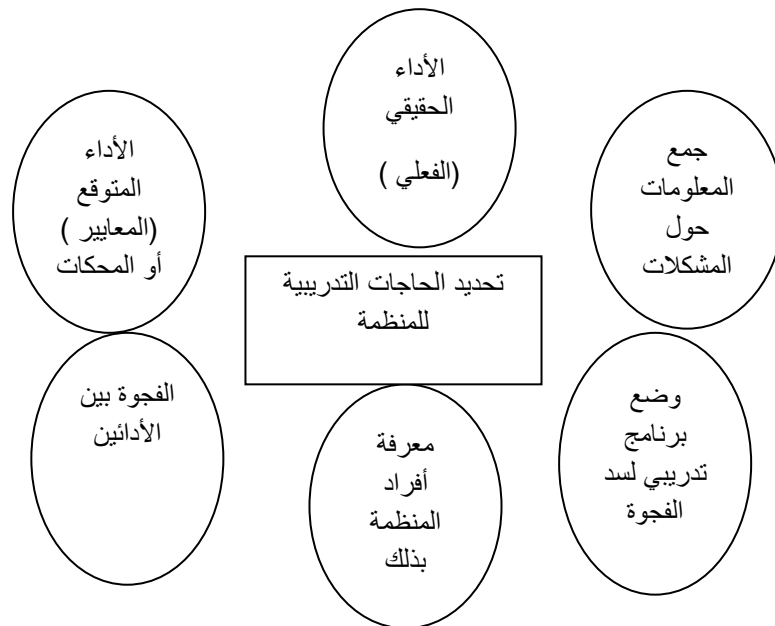 جمع
المعلومات
حول
المشكلات
الأداء
الحقيقي
(الفعلي )
الأداء
المتوقع
(المعايير )
أو المحكات
تحديد الحاجات التدريبية
للمنظمة
الفجوة بين
الأدائين
معرفة
أفراد
المنظمة
بذلك
وضع
برنامج
تدريبي لسد
الفجوة